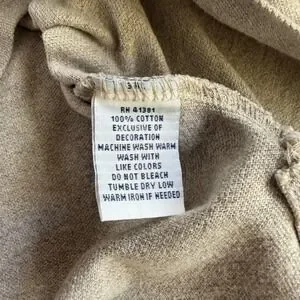 RN 41381
100% COTTON
EXCLUSIVE OF
DECORATION
MACHINE WASH WARM
WASH WITH
LIKE COLORS
DO NOT BLEACH
TUMBLE DRY LOW
WARM IRON IF NEEDED